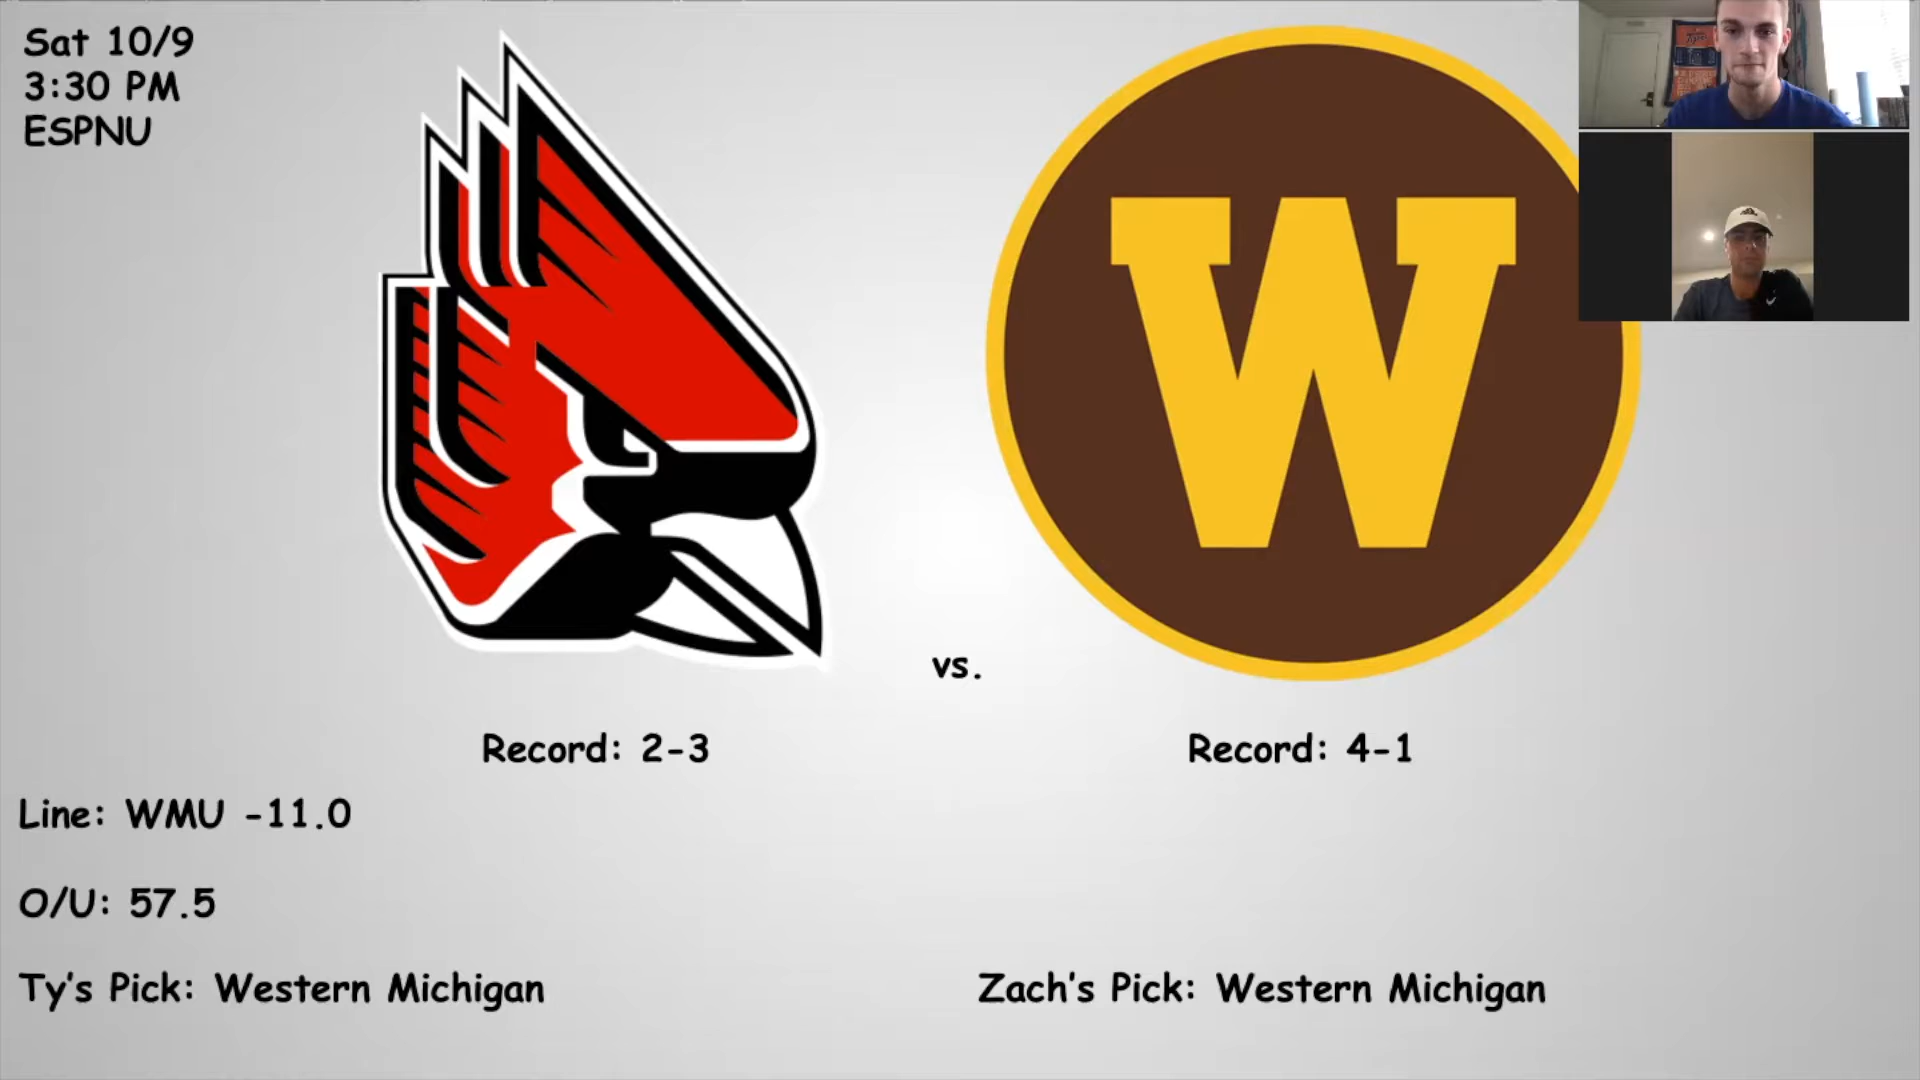 Sat 10/9
3:30 PM
ESPNU
W
vs.
Record: 2-3
Record: 4-1
Line: WMU -11.0
O/U: 57.5
Ty's Pick: Western Michigan
Zach's Pick: Western Michigan